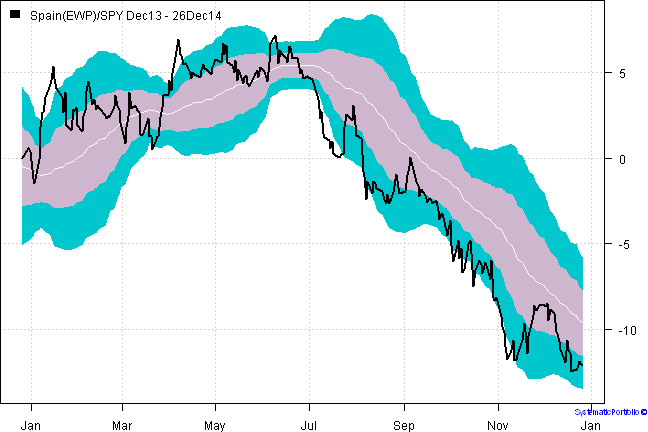 Spain(EWP)/SPY Dec13 - 26Dec14
5
0
-5
-10
Jan Mar May Jul Sep Nov Jan
SystematicPortfolio ©